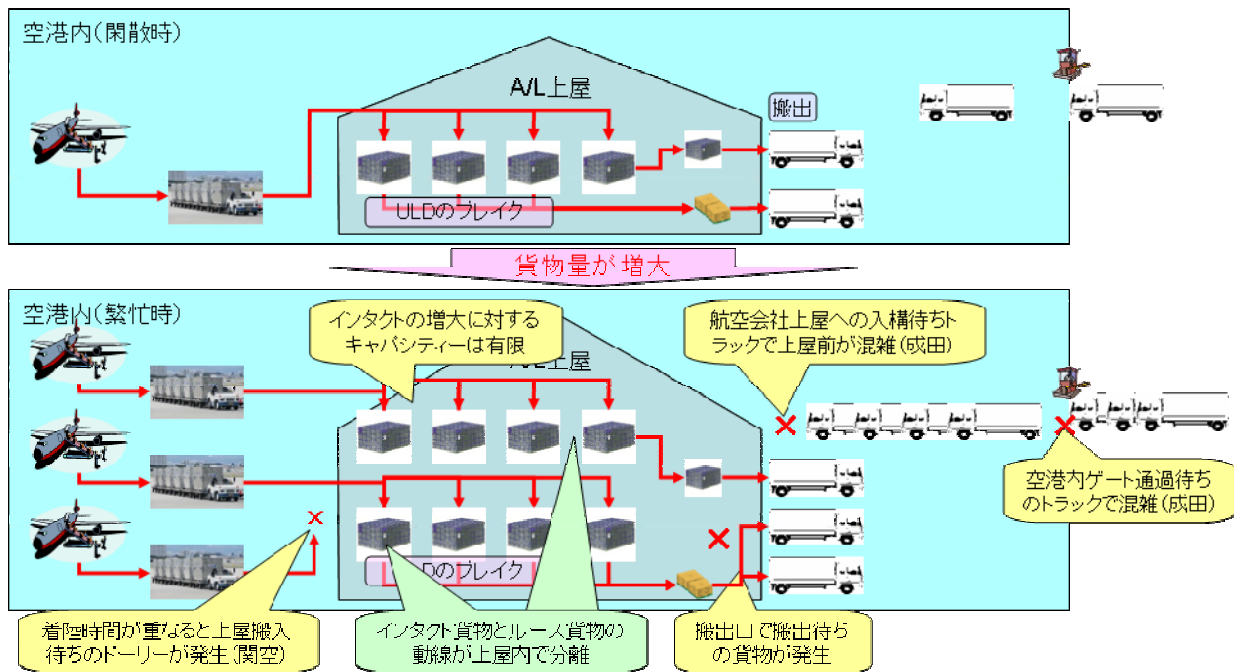 空港内(閑散時)
A/L上屋
搬出
ULDのブレイク
貨物量が増大
空港内(繁忙時)
インタクトの増大に対する
キャパシティーは有限
航空会社上屋への入構待ちト
ラックで上屋前が混雑(成田)
上屋
空港内ゲート通過待ち
のトラックで混雑(成田)
Dのブレイク
着陸時間が重なると上屋搬入
待ちのドーリーが発生(関空)
インタクト貨物とルース貨物の
動線が上屋内で分離
搬出口で搬出待ち
の貨物が発生